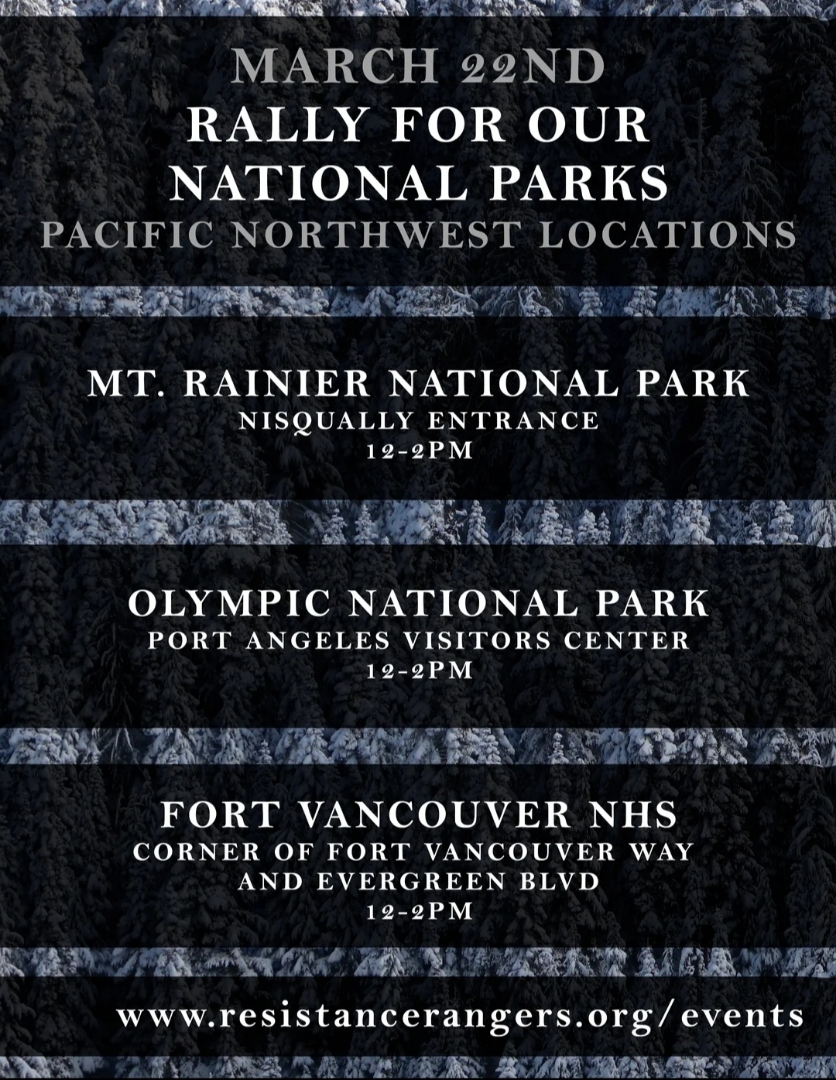 MARCH 22ND
RALLY FOR OUR
NATIONAL PARKS
PACIFIC NORTHWEST LOCATIONS
MT. RAINIER NATIONAL PARK
NISQUALLY ENTRANCE
12-2PM
OLYMPIC NATIONAL PARK
PORT ANGELES VISITORS CENTER
12-2PM
FORT VANCOUVER NHS
CORNER OF FORT VANCOUVER WAY
AND EVERGREEN BLVD
12-2PM
www.resistancerangers.org/events